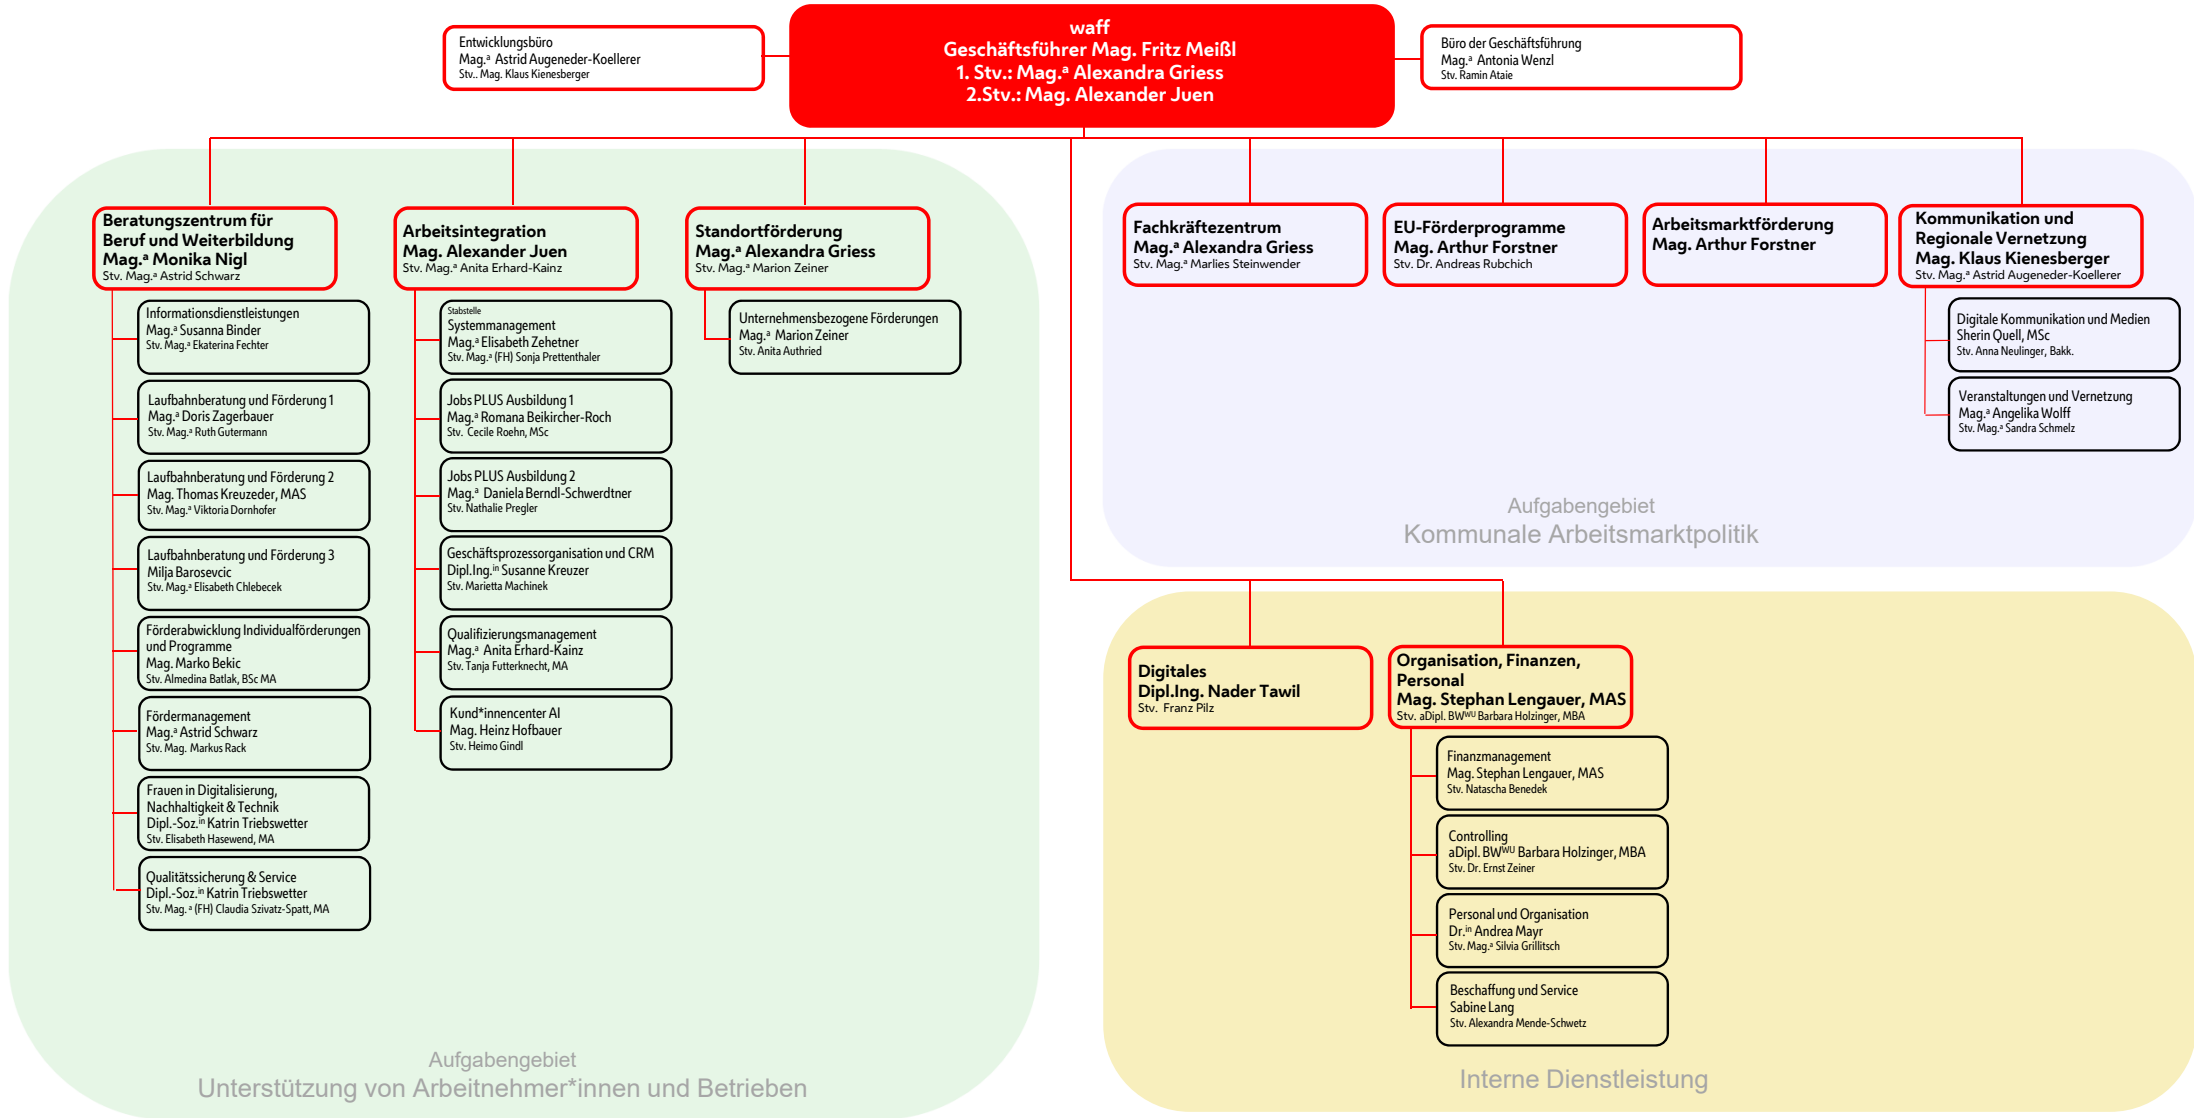 waff
Geschäftsführer Mag. Fritz Meißl
1. Stv.: Mag.ª Alexandra Griess
2.Stv.: Mag. Alexander Juen
Entwicklungsbüro
Mag.ª Astrid Augeneder-Koellerer
Stv.. Mag. Klaus Kienesberger
Büro der Geschäftsführung
Mag.ª Antonia Wenzl
Stv. Ramin Ataie
Beratungszentrum für
Beruf und Weiterbildung
Mag.ª Monika Nigl
Stv. Mag.ª Astrid Schwarz
Informationsdienstleistungen
Mag.ª Susanna Binder
Stv. Mag.ª Ekaterina Fechter
Laufbahnberatung und Förderung 1
Mag.ª Doris Zagerbauer
Stv. Mag.ª Ruth Gutermann
Laufbahnberatung und Förderung 2
Mag. Thomas Kreuzeder, MAS
Stv. Mag.ª Viktoria Dornhofer
Laufbahnberatung und Förderung 3
Milja Barosevcic
Stv. Mag.ª Elisabeth Chlebecek
Förderabwicklung Individualförderungen
und Programme
Mag. Marko Bekic
Stv. Almedina Batlak, BSc MA
Fördermanagement
Mag.ª Astrid Schwarz
Stv. Mag. Markus Rack
Frauen in Digitalisierung,
Nachhaltigkeit & Technik
Dipl.-Soz.ⁱⁿ Katrin Triebswetter
Stv. Elisabeth Hasewend, MA
Qualitätssicherung & Service
Dipl.-Soz.ⁱⁿ Katrin Triebswetter
Stv. Mag. ª (FH) Claudia Szivatz-Spatt, MA
Arbeitsintegration
Mag. Alexander Juen
Stv. Mag.ª Anita Erhard-Kainz
Stabstelle
Systemmanagement
Mag.ª Elisabeth Zehetner
Stv. Mag.ª (FH) Sonja Prettenthaler
Jobs PLUS Ausbildung 1
Mag.ª Romana Beikircher-Roch
Stv. Cecile Roehn, MSc
Jobs PLUS Ausbildung 2
Mag.ª Daniela Berndl-Schwerdtner
Stv. Nathalie Pregler
Geschäftsprozessorganisation und CRM
Dipl.Ing.ⁱⁿ Susanne Kreuzer
Stv. Marietta Machinek
Qualifizierungsmanagement
Mag.ª Anita Erhard-Kainz
Stv. Tanja Futterknecht, MA
Kund*innencenter AI
Mag. Heinz Hofbauer
Stv. Heimo Gindl
Standortförderung
Mag.ª Alexandra Griess
Stv. Mag.ª Marion Zeiner
Unternehmensbezogene Förderungen
Mag.ª Marion Zeiner
Stv. Anita Authried
Aufgabengebiet
Unterstützung von Arbeitnehmer*innen und Betrieben
Fachkräftezentrum
Mag.ª Alexandra Griess
Stv. Mag.ª Marlies Steinwender
EU-Förderprogramme
Mag. Arthur Forstner
Stv. Dr. Andreas Rubchich
Arbeitsmarktförderung
Mag. Arthur Forstner
Kommunikation und
Regionale Vernetzung
Mag. Klaus Kienesberger
Stv. Mag.ª Astrid Augeneder-Koellerer
Digitale Kommunikation und Medien
Sherin Quell, MSc
Stv. Anna Neulinger, Bakk.
Veranstaltungen und Vernetzung
Mag.ª Angelika Wolff
Stv. Mag.ª Sandra Schmelz
Aufgabengebiet
Kommunale Arbeitsmarktpolitik
Digitales
Dipl.Ing. Nader Tawil
Stv. Franz Pilz
Organisation, Finanzen,
Personal
Mag. Stephan Lengauer, MAS
Stv. aDipl. BWᵂᵁ Barbara Holzinger, MBA
Finanzmanagement
Mag. Stephan Lengauer, MAS
Stv. Natascha Benedek
Controlling
aDipl. BWᵂᵁ Barbara Holzinger, MBA
Stv. Dr. Ernst Zeiner
Personal und Organisation
Dr.ⁱⁿ Andrea Mayr
Stv. Mag.ª Silvia Grillitsch
Beschaffung und Service
Sabine Lang
Stv. Alexandra Mende-Schwetz
Interne Dienstleistung